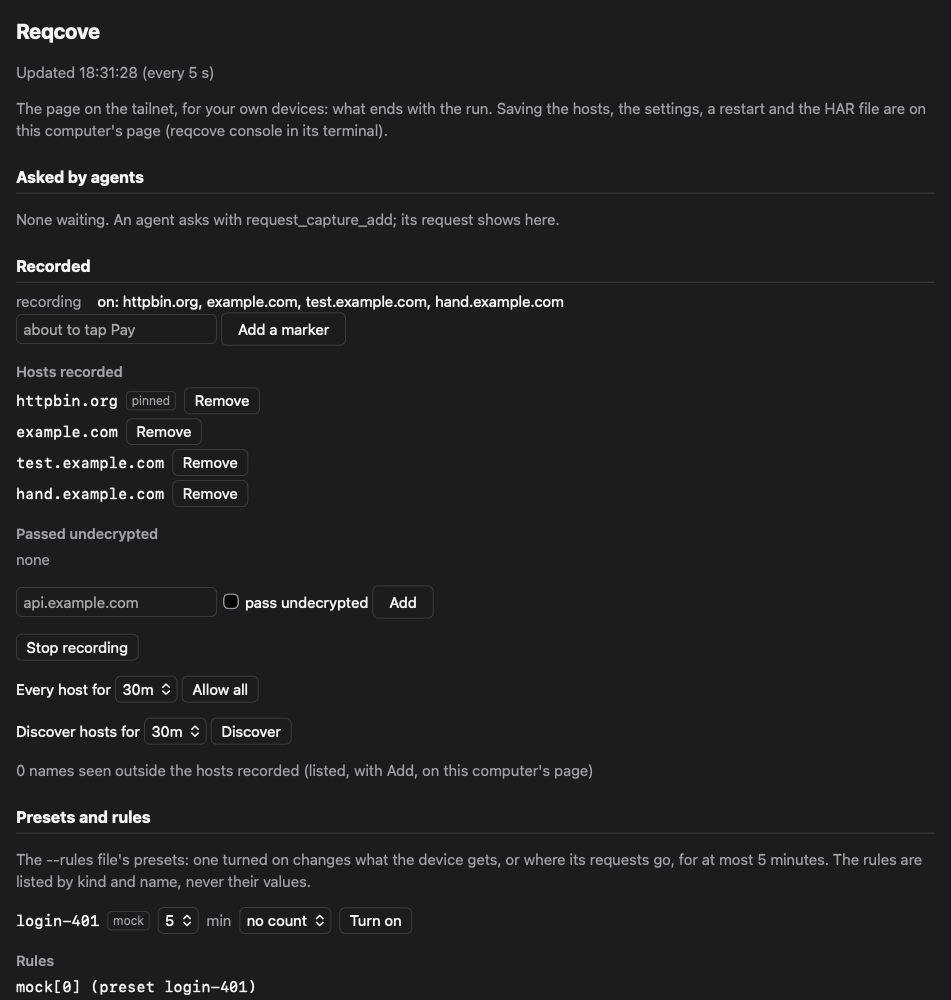 Reqcove
Updated 18:31:28 (every 5 s)
The page on the tailnet, for your own devices: what ends with the run. Saving the hosts, the settings, a restart and the HAR file are on
this computer's page (reqcove console in its terminal).
Asked by agents
None waiting. An agent asks with request_capture_add; its request shows here.
Recorded
recording on: httpbin.org, example.com, test.example.com, hand.example.com
about to tap Pay Add a marker
Hosts recorded
httpbin.org pinned Remove
example.com Remove
test.example.com Remove
hand.example.com Remove
Passed undecrypted
none
api.example.com pass undecrypted Add
Stop recording
Every host for 30m Allow all
Discover hosts for 30m Discover
0 names seen outside the hosts recorded (listed, with Add, on this computer's page)
Presets and rules
The --rules file's presets: one turned on changes what the device gets, or where its requests go, for at most 5 minutes. The rules are
listed by kind and name, never their values.
login-401 mock 5 min no count Turn on
Rules
mock[0] (preset login-401)